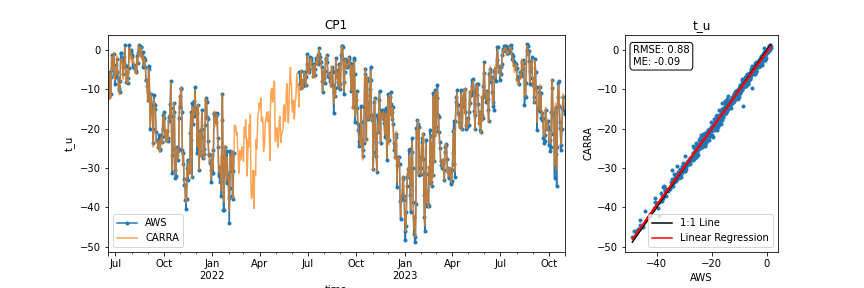 CP1
t_u
0
−10
−20
−30
−40
−50
AWS
CARRA
Jul
Oct
Jan
2022
Apr
Jul
Oct
Jan
2023
Apr
Jul
Oct
time
t_u
RMSE: 0.88
ME: -0.09
CARRA
0
−10
−20
−30
−40
−50
1:1 Line
Linear Regression
−40
−20
0
AWS